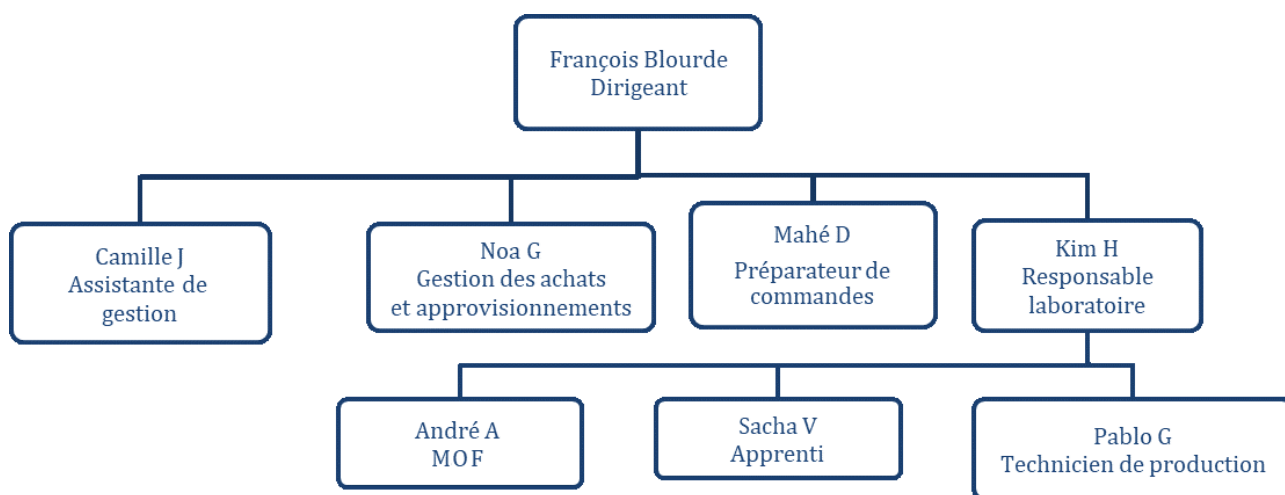 François Blourde
Dirigeant
Camille J
Assistante de
gestion
Noa G
Gestion des achats
et approvisionnements
Mahé D
Préparateur de
commandes
Kim H
Responsable
laboratoire
André A
MOF
Sacha V
Apprenti
Pablo G
Technicien de production